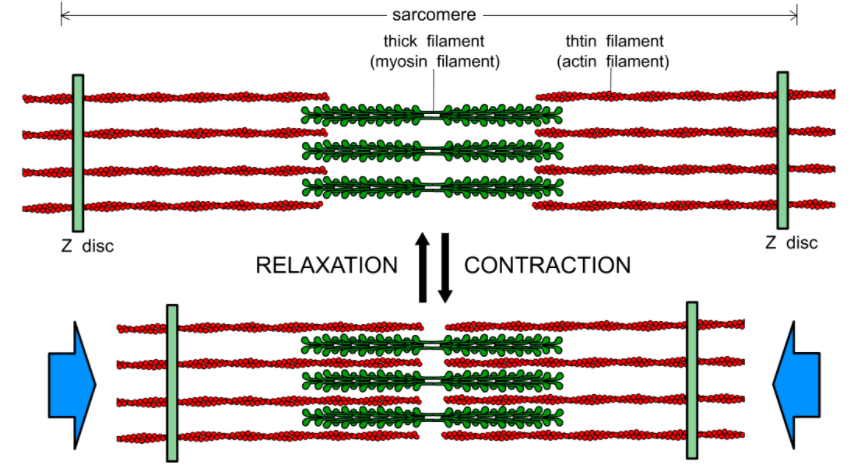 sarcomere
thick filament
(myosin filament)
thtin filament
(actin filament)
Z disc
Z disc
RELAXATION
CONTRACTION